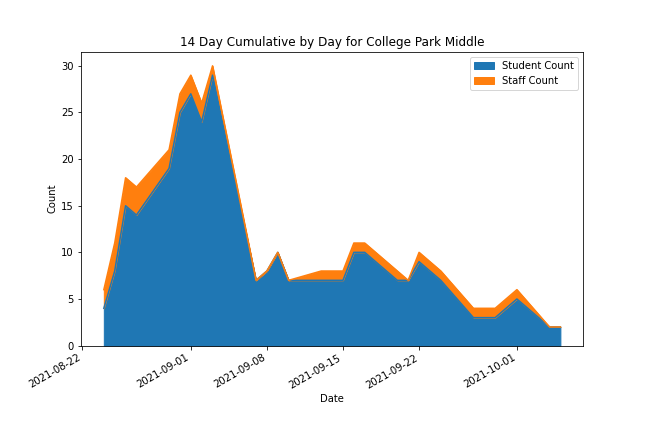 14 Day Cumulative by Day for College Park Middle
Student Count
Staff Count
Count
30
25
20
15
10
5
0
2021-08-22
2021-09-01
2021-09-08
2021-09-15
2021-09-22
2021-10-01
Date